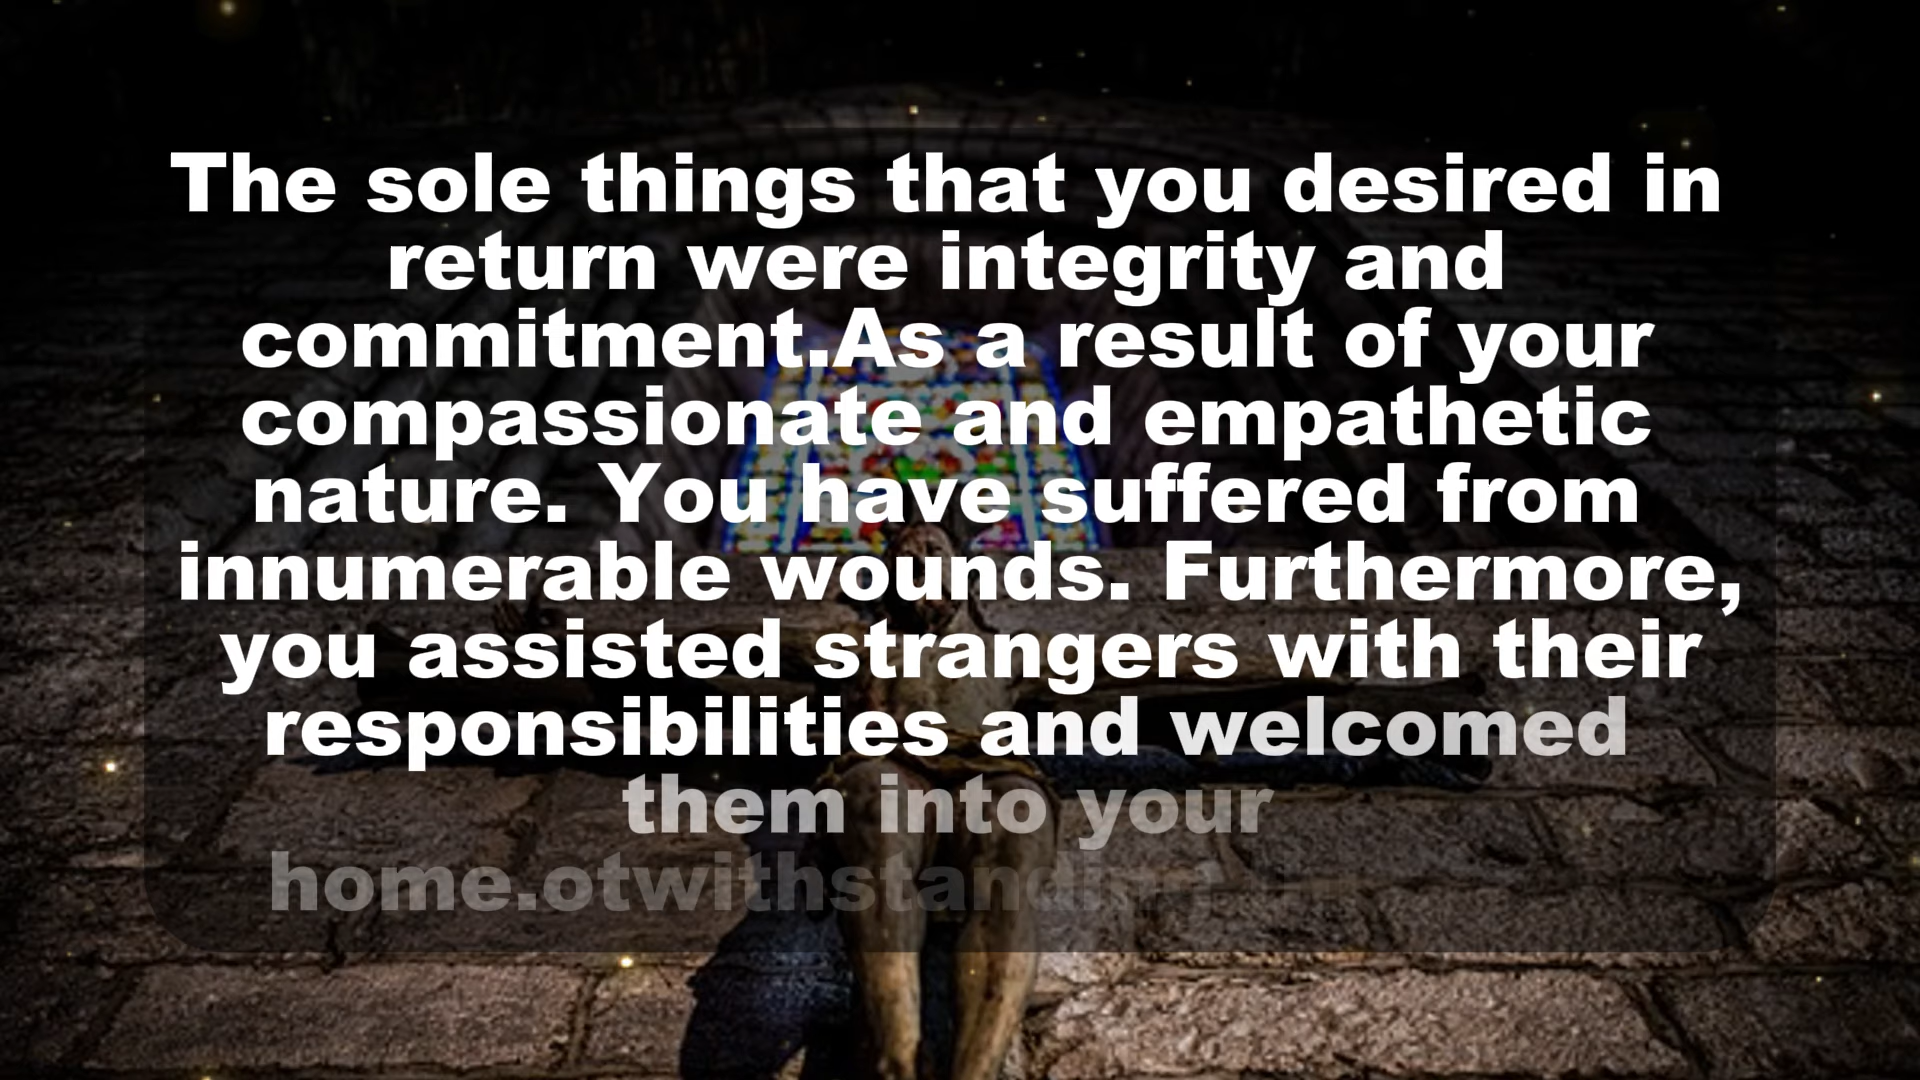 The sole things that you desired in
return were integrity and
commitment.As a result of your
compassionate and empathetic
nature. You have suffered from
innumerable wounds. Furthermore,
you assisted strangers with their
responsibilities and welcomed
them into your
home.otwithstanding